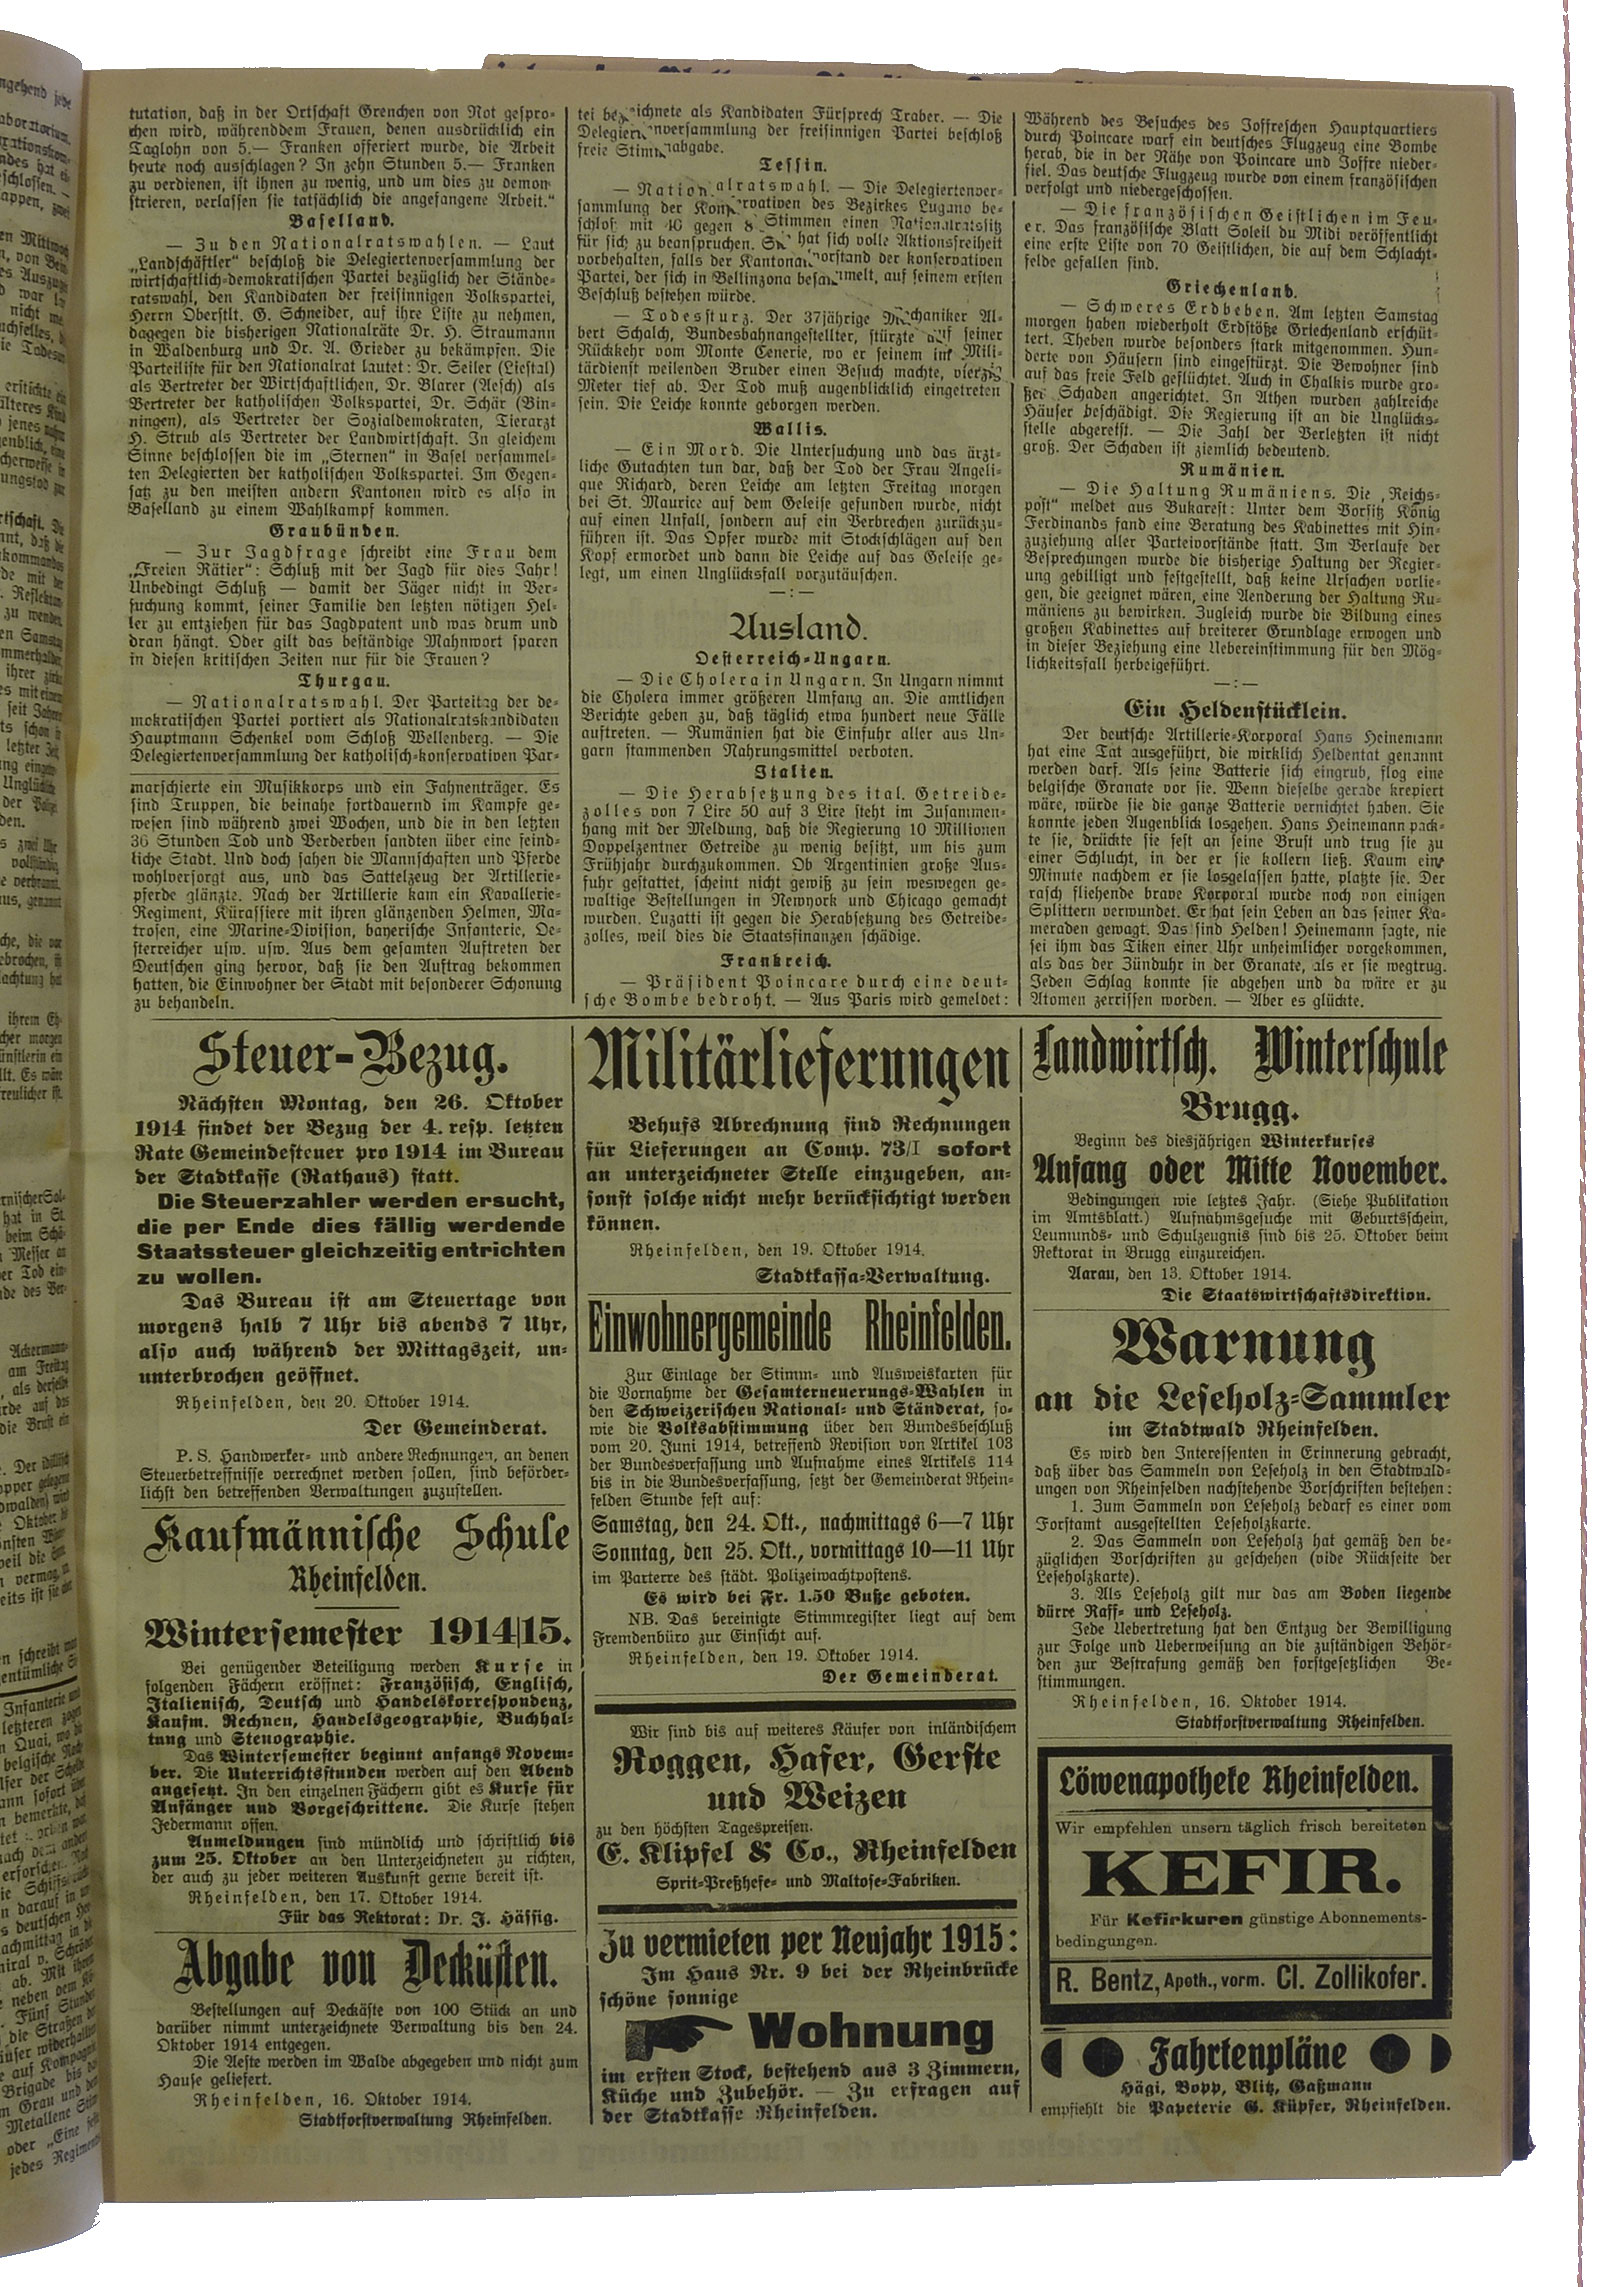 tutation, daß in der Ortschaft Grenchen von Not gespro-
chen wird, währenddem Frauen, denen ausdrücklich ein
Taglohn von 5.— Franken offeriert wurde, die Arbeit
heute noch ausschlagen? In zehn Stunden 5.— Franken
zu verdienen, ist ihnen zu wenig, und um dies zu demon-
strieren, verlassen sie tatsächlich die angefangene Arbeit."
Baselland.
— Zu den Nationalratswahlen. — Laut
„Landschäftler" beschloß die Delegiertenversammlung der
wirtschaftlich-demokratischen Partei bezüglich der Stände-
ratswahl, den Kandidaten der freisinnigen Volkspartei,
Herrn Oberstlt. G. Schneider, auf ihre Liste zu nehmen,
dagegen die bisherigen Nationalräte Dr. H. Straumann
in Waldenburg und Dr. A. Grieder zu bekämpfen. Die
Parteiliste für den Nationalrat lautet: Dr. Seiler (Liestal)
als Vertreter der Wirtschaftlichen, Dr. Blarer (Aesch) als
Vertreter der katholischen Volkspartei, Dr. Schär (Bin-
ningen), als Vertreter der Sozialdemokraten, Tierarzt
H. Strub als Vertreter der Landwirtschaft. In gleichem
Sinne beschlossen die im „Sternen" in Basel versammel-
ten Delegierten der katholischen Volkspartei. Im Gegen-
satz zu den meisten andern Kantonen wird es also in
Baselland zu einem Wahlkampf kommen.
Graubünden.
— Zur Jagdfrage schreibt eine Frau dem
„Freien Rätier": Schluß mit der Jagd für dies Jahr!
Unbedingt Schluß — damit der Jäger nicht in Ver-
suchung kommt, seiner Familie den letzten nötigen Hel-
ler zu entziehen für das Jagdpatent und was drum und
dran hängt. Oder gilt das beständige Mahnwort sparen
in diesen kritischen Zeiten nur für die Frauen?
Thurgau.
— Nationalratswahl. Der Parteitag der de-
mokratischen Partei portiert als Nationalratskandidaten
Hauptmann Schenkel vom Schloß Wellenberg. — Die
Delegiertenversammlung der katholisch-konservativen Par-
marschierte ein Musikkorps und ein Fahnenträger. Es
sind Truppen, die beinahe fortdauernd im Kampfe ge-
wesen sind während zwei Wochen, und die in den letzten
36 Stunden Tod und Verderben sandten über eine feind-
liche Stadt. Und doch sahen die Mannschaften und Pferde
wohlversorgt aus, und das Sattelzeug der Artillerie-
pferde glänzte. Nach der Artillerie kam ein Kavallerie-
Regiment, Kürassiere mit ihren glänzenden Helmen, Ma-
trosen, eine Marine-Division, bayerische Infanterie, Oe-
sterreicher usw. usw. Aus dem gesamten Auftreten der
Deutschen ging hervor, daß sie den Auftrag bekommen
hatten, die Einwohner der Stadt mit besonderer Schonung
zu behandeln.
tei bezeichnete als Kandidaten Fürsprech Traber. — Die
Delegiertenversammlung der freisinnigen Partei beschloß
freie Stimmabgabe.
Tessin.
— Nationalratswahl. — Die Delegiertenver-
sammlung der Konservativen des Bezirkes Lugano be-
schloß mit 40 gegen 8 Stimmen einen Nationalratssitz
für sich zu beanspruchen. Sie hat sich volle Aktionsfreiheit
vorbehalten, falls der Kantonalvorstand der konservativen
Partei, der sich in Bellinzona besammelt, auf seinem ersten
Beschluß bestehen würde.
— Todessturz. Der 37jährige Mechaniker Al-
bert Schalch, Bundesbahnangestellter, stürzte auf seiner
Rückkehr vom Monte Cenerie, wo er seinem im Mili-
tärdienst weilenden Bruder einen Besuch machte, vierzig
Meter tief ab. Der Tod muß augenblicklich eingetreten
sein. Die Leiche konnte geborgen werden.
Wallis.
— Ein Mord. Die Untersuchung und das ärzt-
liche Gutachten tun dar, daß der Tod der Frau Angeli-
que Richard, deren Leiche am letzten Freitag morgen
bei St. Maurice auf dem Geleise gefunden wurde, nicht
auf einen Unfall, sondern auf ein Verbrechen zurückzu-
führen ist. Das Opfer wurde mit Stockschlägen auf den
Kopf ermordet und dann die Leiche auf das Geleise ge-
legt, um einen Unglücksfall vorzutäuschen.
—:—
Ausland.
Oesterreich-Ungarn.
— Die Cholera in Ungarn. In Ungarn nimmt
die Cholera immer größeren Umfang an. Die amtlichen
Berichte geben zu, daß täglich etwa hundert neue Fälle
auftreten. — Rumänien hat die Einfuhr aller aus Un-
garn stammenden Nahrungsmittel verboten.
Italien.
— Die Herabsetzung des ital. Getreide-
zolles von 7 Lire 50 auf 3 Lire steht im Zusammen-
hang mit der Meldung, daß die Regierung 10 Millionen
Doppelzentner Getreide zu wenig besitzt, um bis zum
Frühjahr durchzukommen. Ob Argentinien große Aus-
fuhr gestattet, scheint nicht gewiß zu sein weswegen ge-
waltige Bestellungen in Newyork und Chicago gemacht
wurden. Luzatti ist gegen die Herabsetzung des Getreide-
zolles, weil dies die Staatsfinanzen schädige.
Frankreich.
— Präsident Poincare durch eine deut-
sche Bombe bedroht. — Aus Paris wird gemeldet:
Während des Besuches des Joffreschen Hauptquartiers
durch Poincare warf ein deutsches Flugzeug eine Bombe
herab, die in der Nähe von Poincare und Joffre nieder-
fiel. Das deutsche Flugzeug wurde von einem französischen
verfolgt und niedergeschossen.
— Die französischen Geistlichen im Feu-
er. Das französische Blatt Soleil du Midi veröffentlicht
eine erste Liste von 70 Geistlichen, die auf dem Schlacht-
felde gefallen sind.
Griechenland.
— Schweres Erdbeben. Am letzten Samstag
morgen haben wiederholt Erdstöße Griechenland erschüt-
tert. Theben wurde besonders stark mitgenommen. Hun-
derte von Häusern sind eingestürzt. Die Bewohner sind
auf das freie Feld geflüchtet. Auch in Chalkis wurde gro-
ßer Schaden angerichtet. In Athen wurden zahlreiche
Häuser beschädigt. Die Regierung ist an die Unglücks-
stelle abgereist. — Die Zahl der Verletzten ist nicht
groß. Der Schaden ist ziemlich bedeutend.
Rumänien.
— Die Haltung Rumäniens. Die „Reichs-
post" meldet aus Bukarest: Unter dem Vorsitz König
Ferdinands fand eine Beratung des Kabinettes mit Hin-
zuziehung aller Parteivorstände statt. Im Verlaufe der
Besprechungen wurde die bisherige Haltung der Regier-
ung gebilligt und festgestellt, daß keine Ursachen vorlie-
gen, die geeignet wären, eine Aenderung der Haltung Ru-
mäniens zu bewirken. Zugleich wurde die Bildung eines
großen Kabinettes auf breiterer Grundlage erwogen und
in dieser Beziehung eine Uebereinstimmung für den Mög-
lichkeitsfall herbeigeführt.
—:—
Ein Heldenstücklein.
Der deutsche Artillerie-Korporal Hans Heinemann
hat eine Tat ausgeführt, die wirklich Heldentat genannt
werden darf. Als seine Batterie sich eingrub, flog eine
belgische Granate vor sie. Wenn dieselbe gerade krepiert
wäre, würde sie die ganze Batterie vernichtet haben. Sie
konnte jeden Augenblick losgehen. Hans Heinemann pack-
te sie, drückte sie fest an seine Brust und trug sie zu
einer Schlucht, in der er sie kollern ließ. Kaum eine
Minute nachdem er sie losgelassen hatte, platzte sie. Der
rasch fliehende brave Korporal wurde noch von einigen
Splittern verwundet. Er hat sein Leben an das seiner Ka-
meraden gewagt. Das sind Helden! Heinemann sagte, nie
sei ihm das Tiken einer Uhr unheimlicher vorgekommen,
als das der Zünduhr in der Granate, als er sie wegtrug.
Jeden Schlag konnte sie abgehen und da wäre er zu
Atomen zerrissen worden. — Aber es glückte.
Steuer-Bezug.
Nächsten Montag, den 26. Oktober
1914 findet der Bezug der 4. resp. letzten
Rate Gemeindesteuer pro 1914 im Bureau
der Stadtkasse (Rathaus) statt.
Die Steuerzahler werden ersucht,
die per Ende dies fällig werdende
Staatssteuer gleichzeitig entrichten
zu wollen.
Das Bureau ist am Steuertage von
morgens halb 7 Uhr bis abends 7 Uhr,
also auch während der Mittagszeit, un-
unterbrochen geöffnet.
Rheinfelden, den 20. Oktober 1914.
Der Gemeinderat.
P. S. Handwerker- und andere Rechnungen, an denen
Steuerbetreffnisse verrechnet werden sollen, sind beförder-
lichst den betreffenden Verwaltungen zuzustellen.
Kaufmännische Schule
Rheinfelden.
Wintersemester 1914|15.
Bei genügender Beteiligung werden Kurse in
folgenden Fächern eröffnet: Französisch, Englisch,
Italienisch, Deutsch und Handelskorrespondenz,
Kaufm. Rechnen, Handelsgeographie, Buchhal-
tung und Stenographie.
Das Wintersemester beginnt anfangs Novem-
ber. Die Unterrichtsstunden werden auf den Abend
angesetzt. In den einzelnen Fächern gibt es Kurse für
Anfänger und Vorgeschrittene. Die Kurse stehen
Jedermann offen.
Anmeldungen sind mündlich und schriftlich bis
zum 25. Oktober an den Unterzeichneten zu richten,
der auch zu jeder weiteren Auskunft gerne bereit ist.
Rheinfelden, den 17. Oktober 1914.
Für das Rektorat: Dr. J. Hässig.
Abgabe von Deckästen.
Bestellungen auf Deckäste von 100 Stück an und
darüber nimmt unterzeichnete Verwaltung bis den 24.
Oktober 1914 entgegen.
Die Aeste werden im Walde abgegeben und nicht zum
Hause geliefert.
Rheinfelden, 16. Oktober 1914.
Stadtforstverwaltung Rheinfelden.
Militärlieferungen
Behufs Abrechnung sind Rechnungen
für Lieferungen an Comp. 73/I sofort
an unterzeichneter Stelle einzugeben, an-
sonst solche nicht mehr berücksichtigt werden
können.
Rheinfelden, den 19. Oktober 1914.
Stadtkassa-Verwaltung.
Einwohnergemeinde Rheinfelden.
Zur Einlage der Stimm- und Ausweiskarten für
die Vornahme der Gesamterneuerungs-Wahlen in
den Schweizerischen National- und Ständerat, so-
wie die Volksabstimmung über den Bundesbeschluß
vom 20. Juni 1914, betreffend Revision von Artikel 103
der Bundesverfassung und Aufnahme eines Artikels 114
bis in die Bundesverfassung, setzt der Gemeinderat Rhein-
felden Stunde fest auf:
Samstag, den 24. Okt., nachmittags 6—7 Uhr
Sonntag, den 25. Okt., vormittags 10—11 Uhr
im Parterre des städt. Polizeiwachtpostens.
Es wird bei Fr. 1.50 Buße geboten.
NB. Das bereinigte Stimmregister liegt auf dem
Fremdenbüro zur Einsicht auf.
Rheinfelden, den 19. Oktober 1914.
Der Gemeinderat.
Wir sind bis auf weiteres Käufer von inländischem
Roggen, Hafer, Gerste
und Weizen
zu den höchsten Tagespreisen.
E. Klipfel & Co., Rheinfelden
Sprit-Preßhefe- und Maltose-Fabriken.
Zu vermieten per Neujahr 1915:
Im Haus Nr. 9 bei der Rheinbrücke
schöne sonnige
Wohnung
im ersten Stock, bestehend aus 3 Zimmern,
Küche und Zubehör. — Zu erfragen auf
der Stadtkasse Rheinfelden.
Landwirtsch. Winterschule
Brugg.
Beginn des diesjährigen Winterkurses
Anfang oder Mitte November.
Bedingungen wie letztes Jahr. (Siehe Publikation
im Amtsblatt.) Aufnahmsgesuche mit Geburtsschein,
Leumunds- und Schulzeugnis sind bis 25. Oktober beim
Rektorat in Brugg einzureichen.
Aarau, den 13. Oktober 1914.
Die Staatswirtschaftsdirektion.
Warnung
an die Leseholz-Sammler
im Stadtwald Rheinfelden.
Es wird den Interessenten in Erinnerung gebracht,
daß über das Sammeln von Leseholz in den Stadtwald-
ungen von Rheinfelden nachstehende Vorschriften bestehen:
1. Zum Sammeln von Leseholz bedarf es einer vom
Forstamt ausgestellten Leseholzkarte.
2. Das Sammeln von Leseholz hat gemäß den be-
züglichen Vorschriften zu geschehen (vide Rückseite der
Leseholzkarte).
3. Als Leseholz gilt nur das am Boden liegende
dürre Raff- und Leseholz.
Jede Uebertretung hat den Entzug der Bewilligung
zur Folge und Ueberweisung an die zuständigen Behör-
den zur Bestrafung gemäß den forstgesetzlichen Be-
stimmungen.
Rheinfelden, 16. Oktober 1914.
Stadtforstverwaltung Rheinfelden.
Löwenapotheke Rheinfelden.
Wir empfehlen unsern täglich frisch bereiteten
KEFIR.
Für Kefirkuren günstige Abonnements-
bedingungen.
R. Bentz, Apoth., vorm. Cl. Zollikofer.
Fahrtenpläne
Hägi, Bopp, Blitz, Gaßmann
empfiehlt die Papeterie G. Küpfer, Rheinfelden.